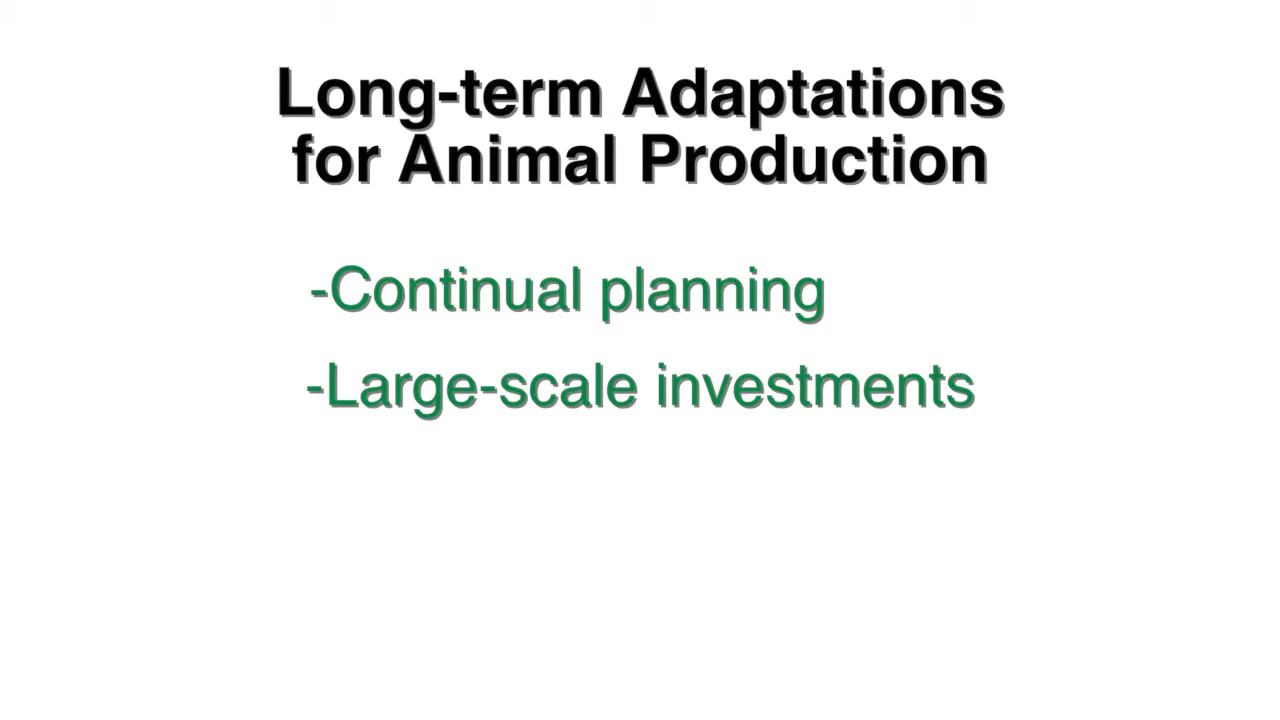 Long-term Adaptations
for Animal Production
-Continual planning
-Large-scale investments